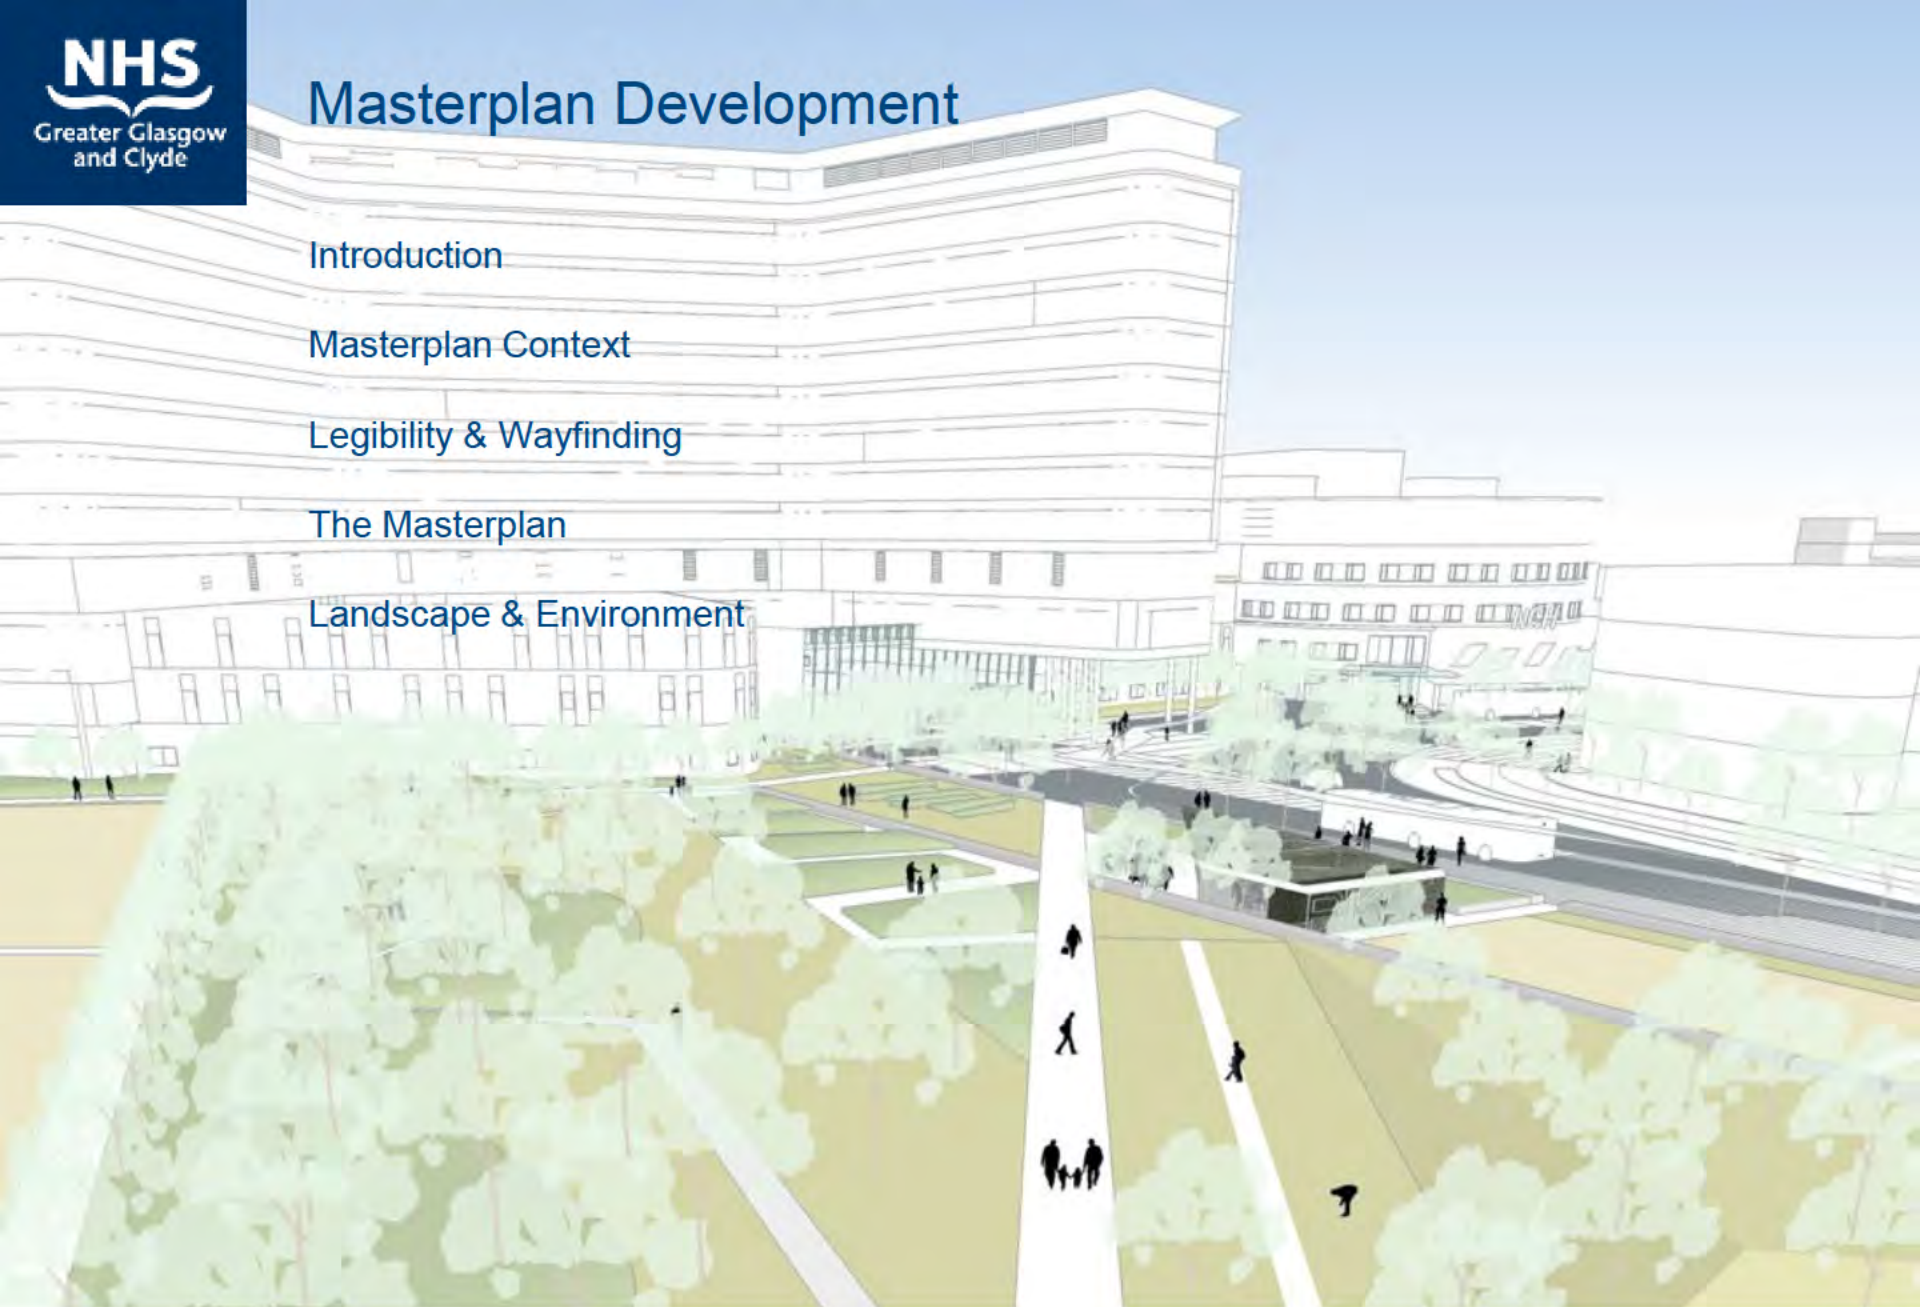 NHS
Greater Glasgow
and Clyde
Masterplan Development
Introduction
Masterplan Context
Legibility & Wayfinding
The Masterplan
Landscape & Environment